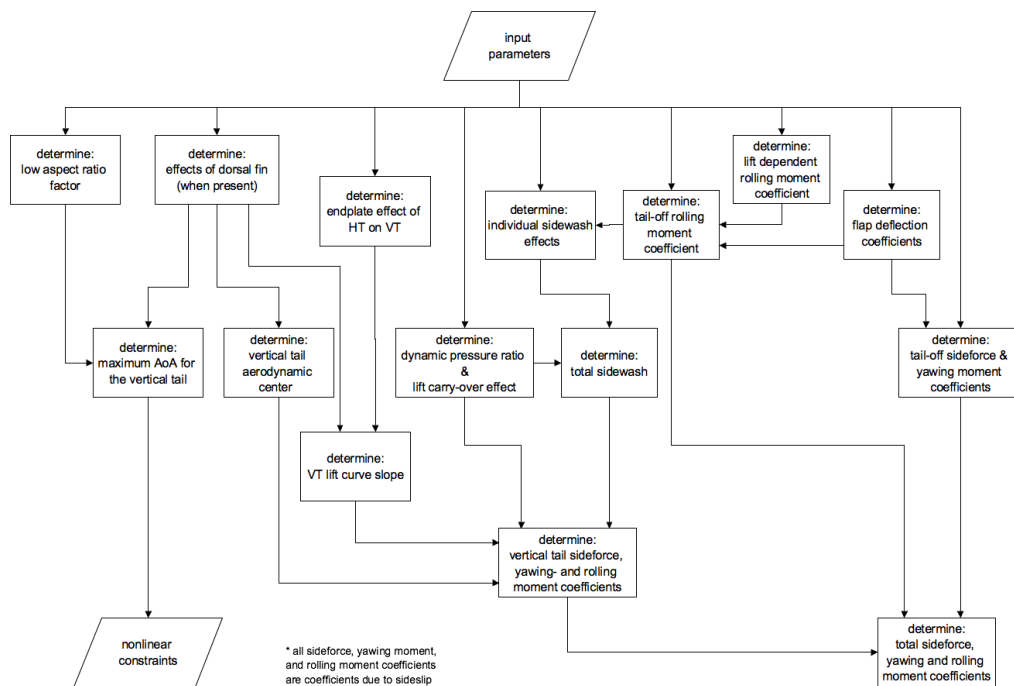 input
parameters
determine:
low aspect ratio
factor
determine:
effects of dorsal fin
(when present)
determine:
endplate effect of
HT on VT
determine:
individual sidewash
effects
determine:
tail-off rolling
moment
coefficient
determine:
lift dependent
rolling moment
coefficient
determine:
flap deflection
coefficients
determine:
maximum AoA for
the vertical tail
determine:
vertical tail
aerodynamic
center
determine:
dynamic pressure ratio
&
lift carry-over effect
determine:
total sidewash
determine:
tail-off sideforce &
yawing moment
coefficients
determine:
VT lift curve slope
determine:
vertical tail sideforce,
yawing- and rolling
moment coefficients
nonlinear
constraints
* all sideforce, yawing moment,
and rolling moment coefficients
are coefficients due to sideslip
determine:
total sideforce,
yawing and rolling
moment coefficients